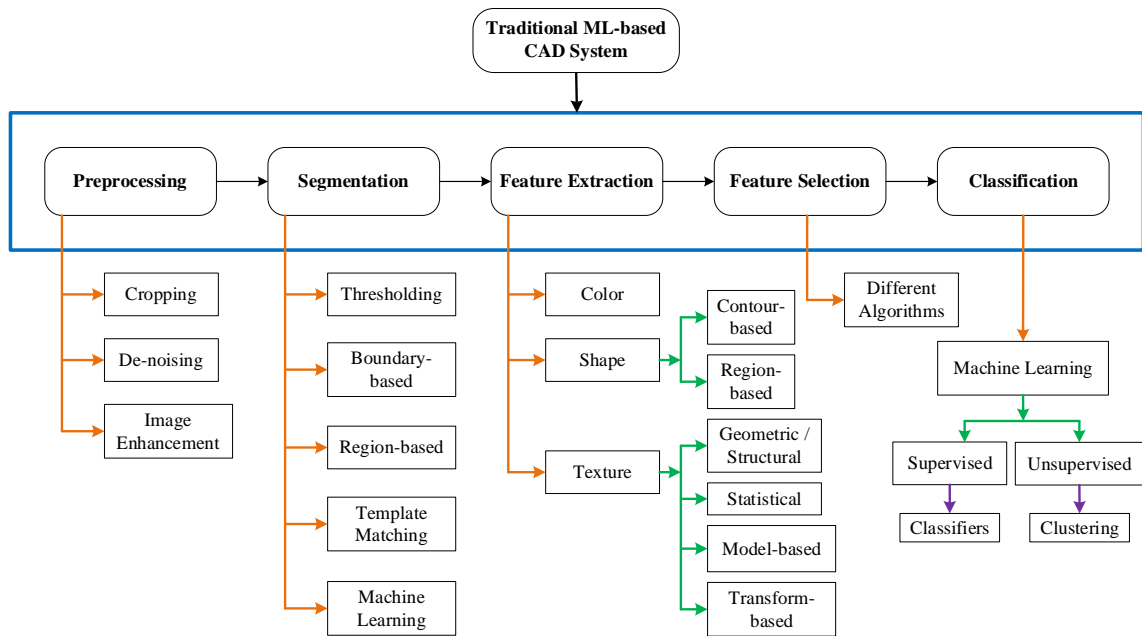 Traditional ML-based
CAD System
Preprocessing
Segmentation
Feature Extraction
Feature Selection
Classification
Cropping
De-noising
Image
Enhancement
Thresholding
Boundary-
based
Region-based
Template
Matching
Machine
Learning
Color
Shape
Texture
Contour-
based
Region-
based
Geometric /
Structural
Statistical
Model-based
Transform-
based
Different
Algorithms
Machine Learning
Supervised
Unsupervised
Classifiers
Clustering